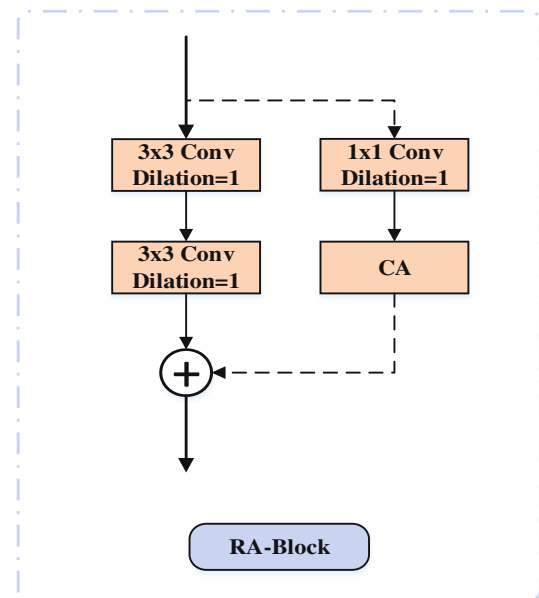 3x3 Conv
Dilation=1
1x1 Conv
Dilation=1
3x3 Conv
Dilation=1
CA
+
RA-Block